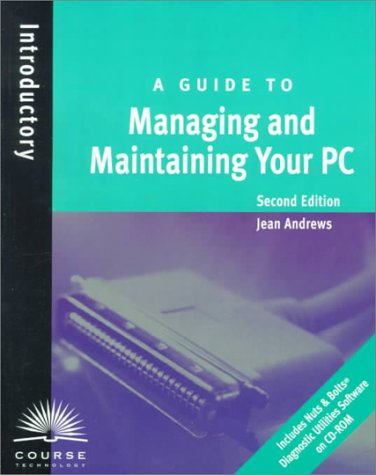 Introductory
A GUIDE TO
Managing and
Maintaining Your PC
Second Edition
Jean Andrews
Includes Nuts & Bolts®
Diagnostic Utilities Software
on CD-ROM
COURSE
TECHNOLOGY